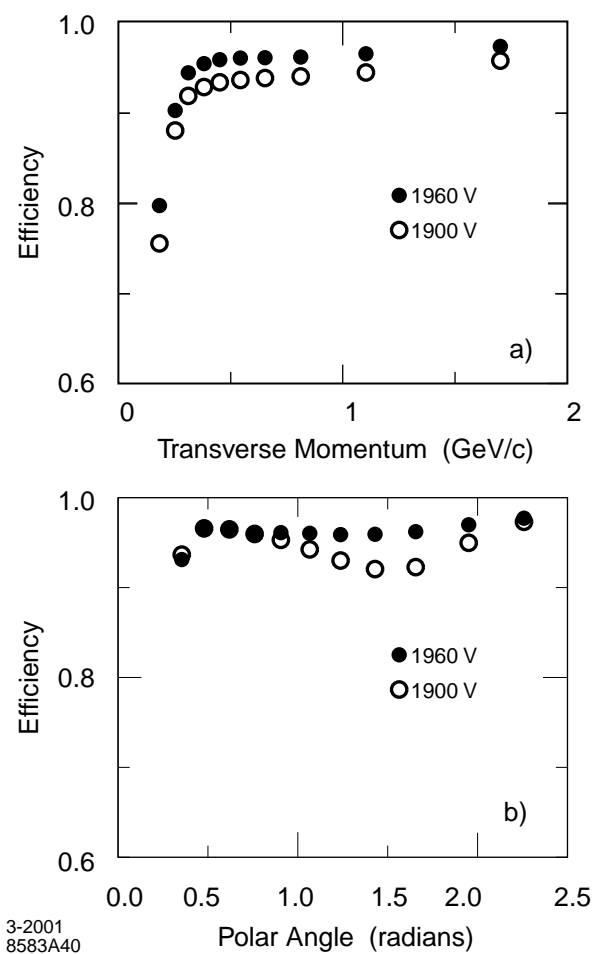 1.0
0.8
0.6
Efficiency
1960 V
1900 V
a)
0
1
2
Transverse Momentum (GeV/c)
1.0
0.8
0.6
Efficiency
1960 V
1900 V
b)
0.0 0.5 1.0 1.5 2.0 2.5
Polar Angle (radians)
3-2001
8583A40